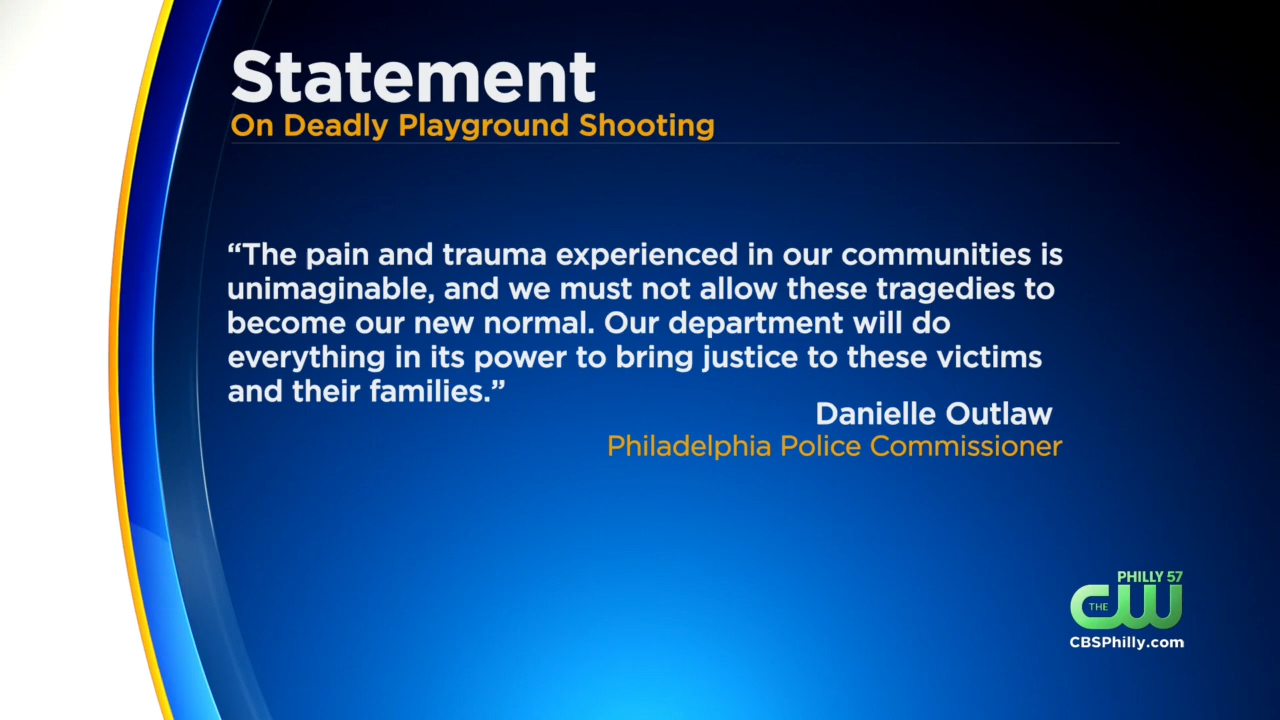 Statement
On Deadly Playground Shooting
“The pain and trauma experienced in our communities is
unimaginable, and we must not allow these tragedies to
become our new normal. Our department will do
everything in its power to bring justice to these victims
and their families.”
Danielle Outlaw
Philadelphia Police Commissioner
PHILLY 57
THE CW
CBSPhilly.com